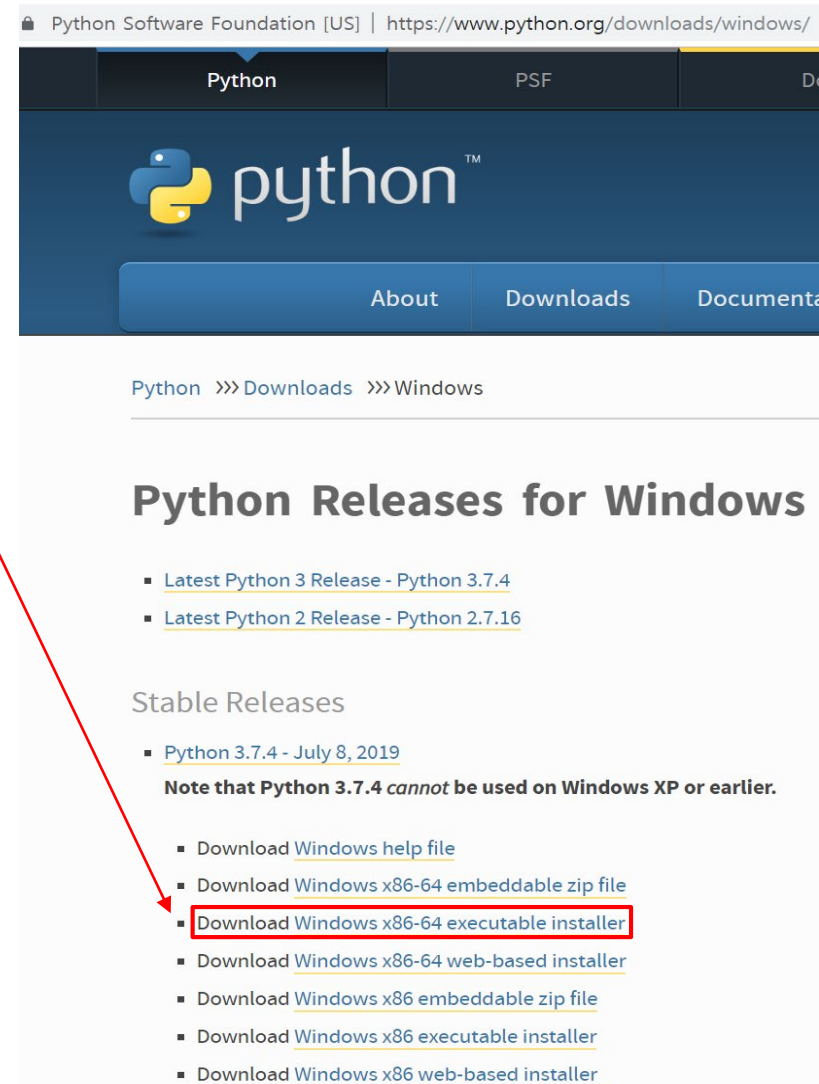 Python Software Foundation [US] | https://www.python.org/downloads/windows/
Python PSF
python™
About Downloads
Python >>> Downloads >>> Windows
Python Releases for Windows
Latest Python 3 Release - Python 3.7.4
Latest Python 2 Release - Python 2.7.16
Stable Releases
Python 3.7.4 - July 8, 2019
Note that Python 3.7.4 cannot be used on Windows XP or earlier.
Download Windows help file
Download Windows x86-64 embeddable zip file
Download Windows x86-64 executable installer
Download Windows x86-64 web-based installer
Download Windows x86 embeddable zip file
Download Windows x86 executable installer
Download Windows x86 web-based installer